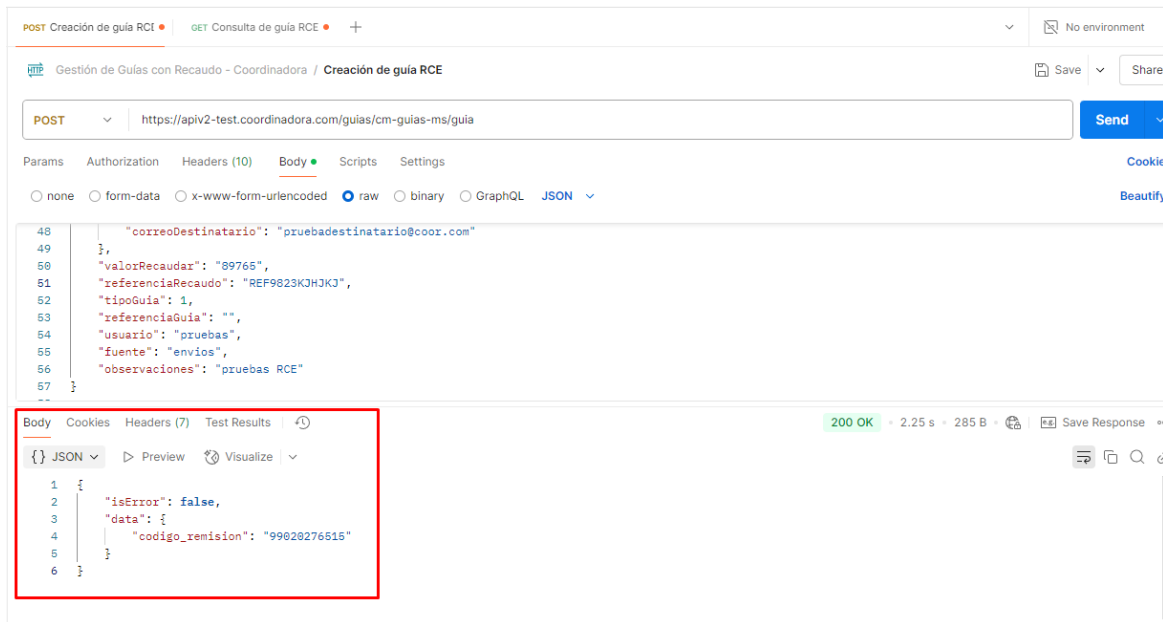 POST Creación de guía RCE GET Consulta de guía RCE No environment
HTTP Gestión de Guías con Recaudo - Coordinadora / Creación de guía RCE Save Share
POST https://apiv2-test.coordinadora.com/guias/cm-guias-ms/guia Send
Params Authorization Headers (10) Body Scripts Settings Cookie
none form-data x-www-form-urlencoded raw binary GraphQL JSON Beautify
48 "correoDestinatario": "pruebadestinatario@coor.com"
49 },
50 "valorRecaudar": "89765",
51 "referenciaRecaudo": "REF9823KJHJKJ",
52 "tipoGuia": 1,
53 "referenciaGuia": "",
54 "usuario": "pruebas",
55 "fuente": "envios",
56 "observaciones": "pruebas RCE"
57 }
Body Cookies Headers (7) Test Results 200 OK 2.25 s 285 B Save Response
{} JSON Preview Visualize
1 {
2 "isError": false,
3 "data": {
4 "codigo_remision": "99020276515"
5 }
6 }